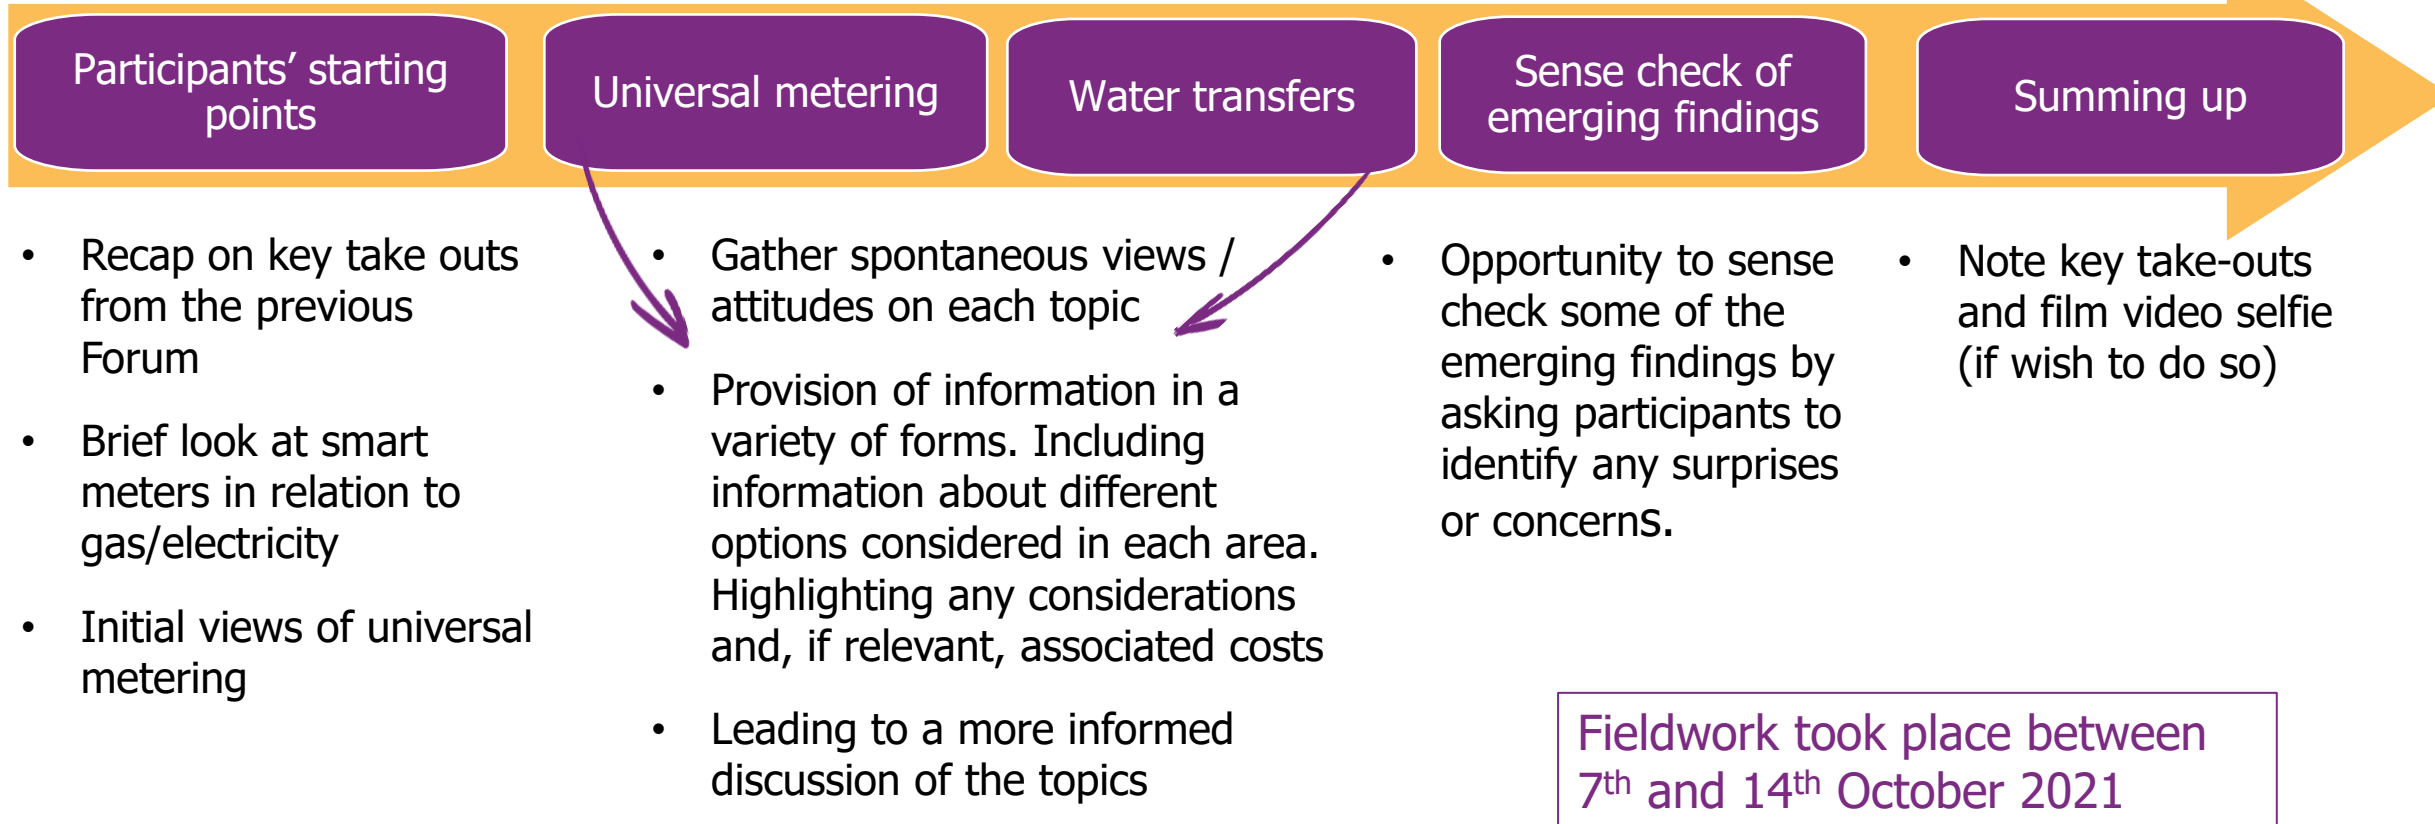 Participants' starting
points
Universal metering
Water transfers
Sense check of
emerging findings
Summing up
• Recap on key take outs
from the previous
Forum
• Brief look at smart
meters in relation to
gas/electricity
• Initial views of universal
metering
• Gather spontaneous views /
attitudes on each topic
• Provision of information in a
variety of forms. Including
information about different
options considered in each area.
Highlighting any considerations
and, if relevant, associated costs
• Leading to a more informed
discussion of the topics
• Opportunity to sense
check some of the
emerging findings by
asking participants to
identify any surprises
or concerns.
• Note key take-outs
and film video selfie
(if wish to do so)
Fieldwork took place between
7th and 14th October 2021